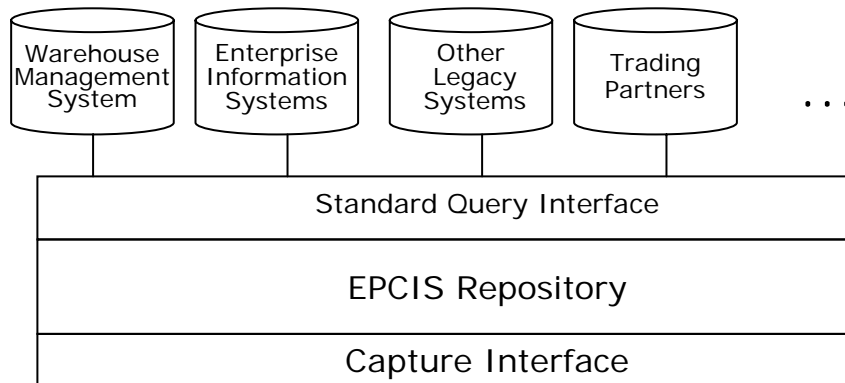 Warehouse
Management
System
Enterprise
Information
Systems
Other
Legacy
Systems
Trading
Partners
...
Standard Query Interface
EPCIS Repository
Capture Interface